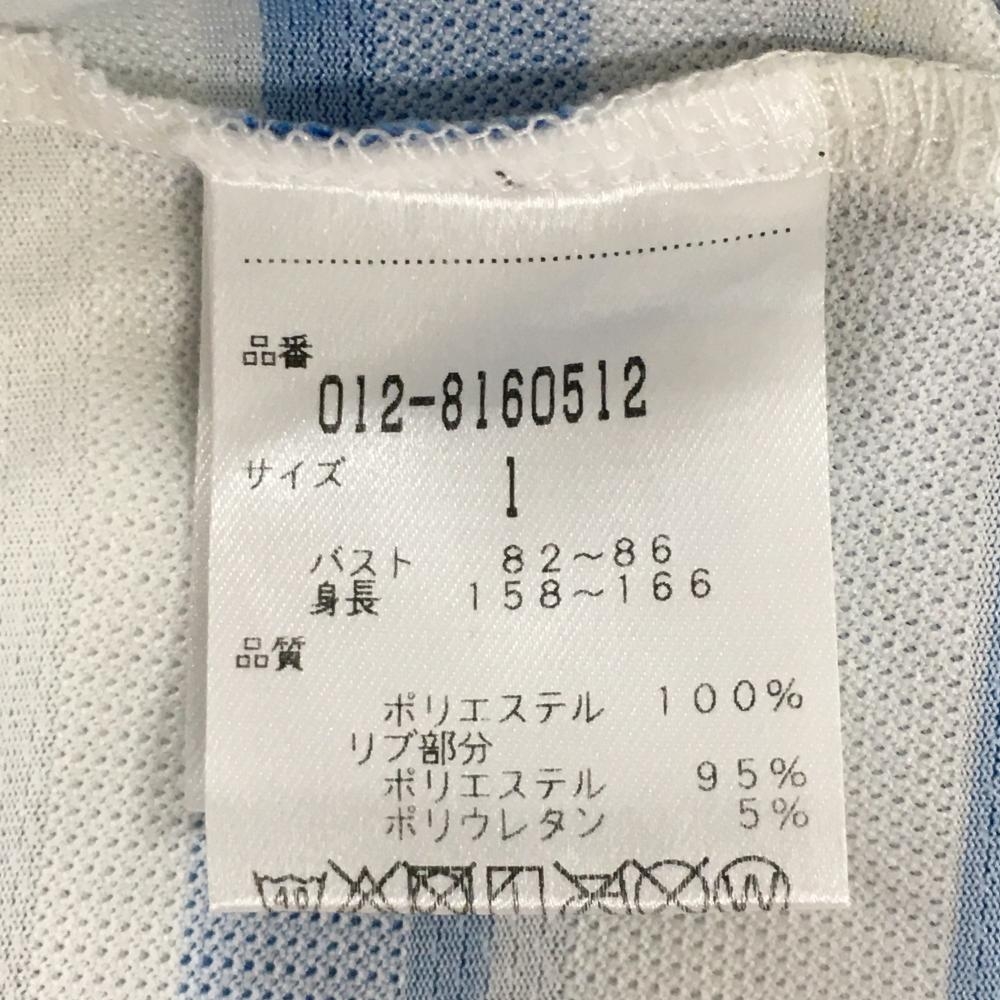 品番
012-8160512
サイズ 1
バスト 82～86
身長 158～166
品質
ポリエステル 100%
リブ部分
ポリエステル 95%
ポリウレタン 5%
40
W